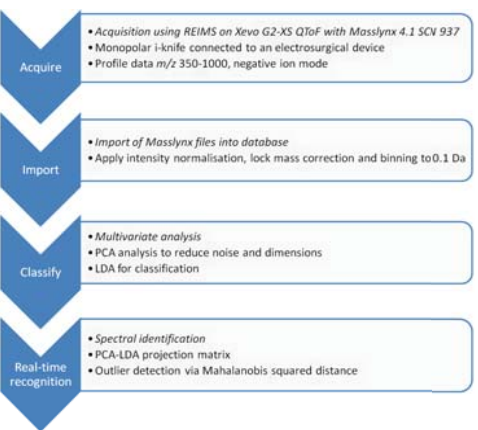 Acquire
• Acquisition using REIMS on Xevo G2-XS QToF with Masslynx 4.1 SCN 937
• Monopolar i-knife connected to an electrosurgical device
• Profile data m/z 350-1000, negative ion mode
Import
• Import of Masslynx files into database
• Apply intensity normalisation, lock mass correction and binning to 0.1 Da
Classify
• Multivariate analysis
• PCA analysis to reduce noise and dimensions
• LDA for classification
Real-time
recognition
• Spectral identification
• PCA-LDA projection matrix
• Outlier detection via Mahalanobis squared distance